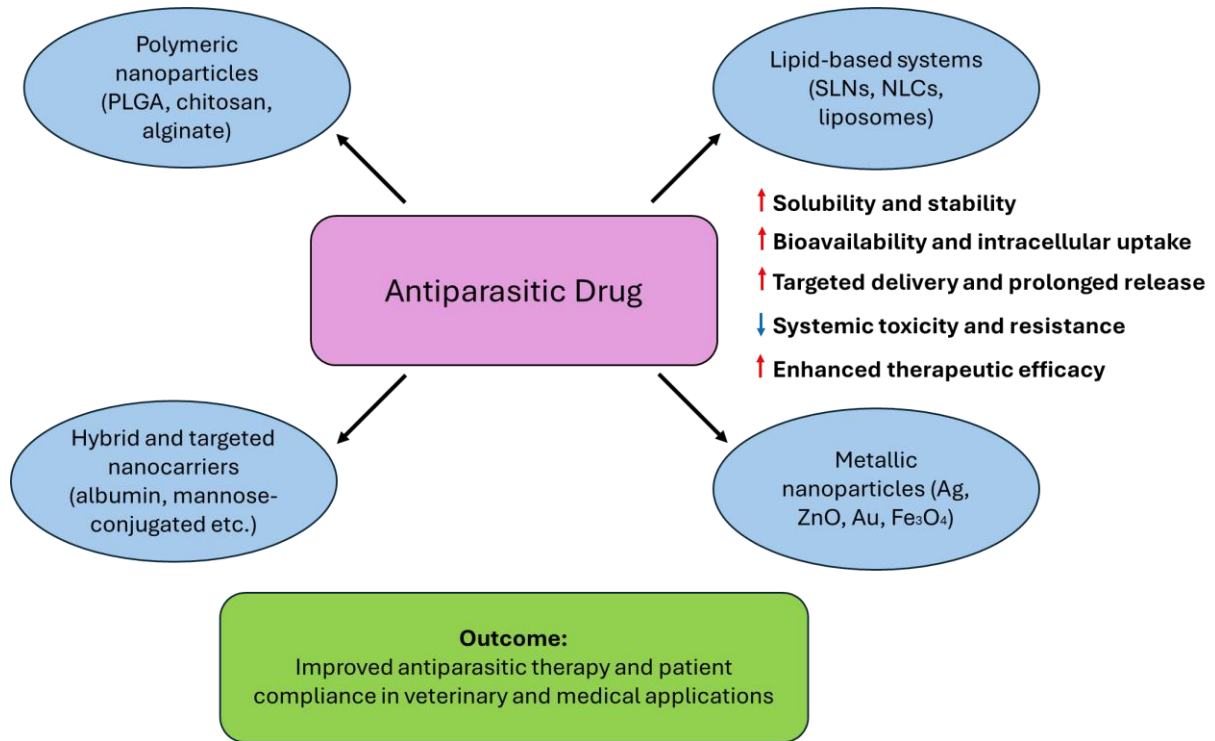 Polymeric
nanoparticles
(PLGA, chitosan,
alginate)
Lipid-based systems
(SLNs, NLCs,
liposomes)
↑ Solubility and stability
↑ Bioavailability and intracellular uptake
↑ Targeted delivery and prolonged release
↓ Systemic toxicity and resistance
↑ Enhanced therapeutic efficacy
Antiparasitic Drug
Hybrid and targeted
nanocarriers
(albumin, mannose-
conjugated etc.)
Metallic
nanoparticles (Ag,
ZnO, Au, Fe₃O₄)
Outcome:
Improved antiparasitic therapy and patient
compliance in veterinary and medical applications